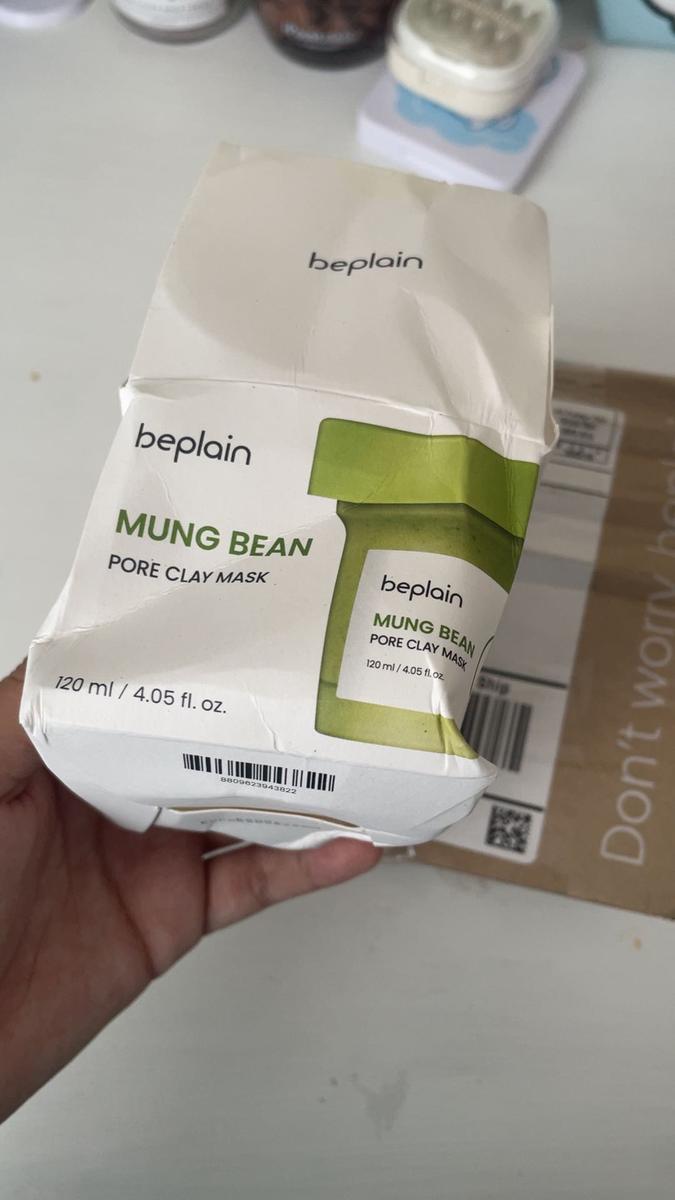 beplain
beplain
MUNG BEAN
PORE CLAY MASK
120 ml / 4.05 fl. oz.
beplain
MUNG BEAN
PORE CLAY MASK
120 ml / 4.05 fl. oz.
8809623943822
Ship
Don't worry